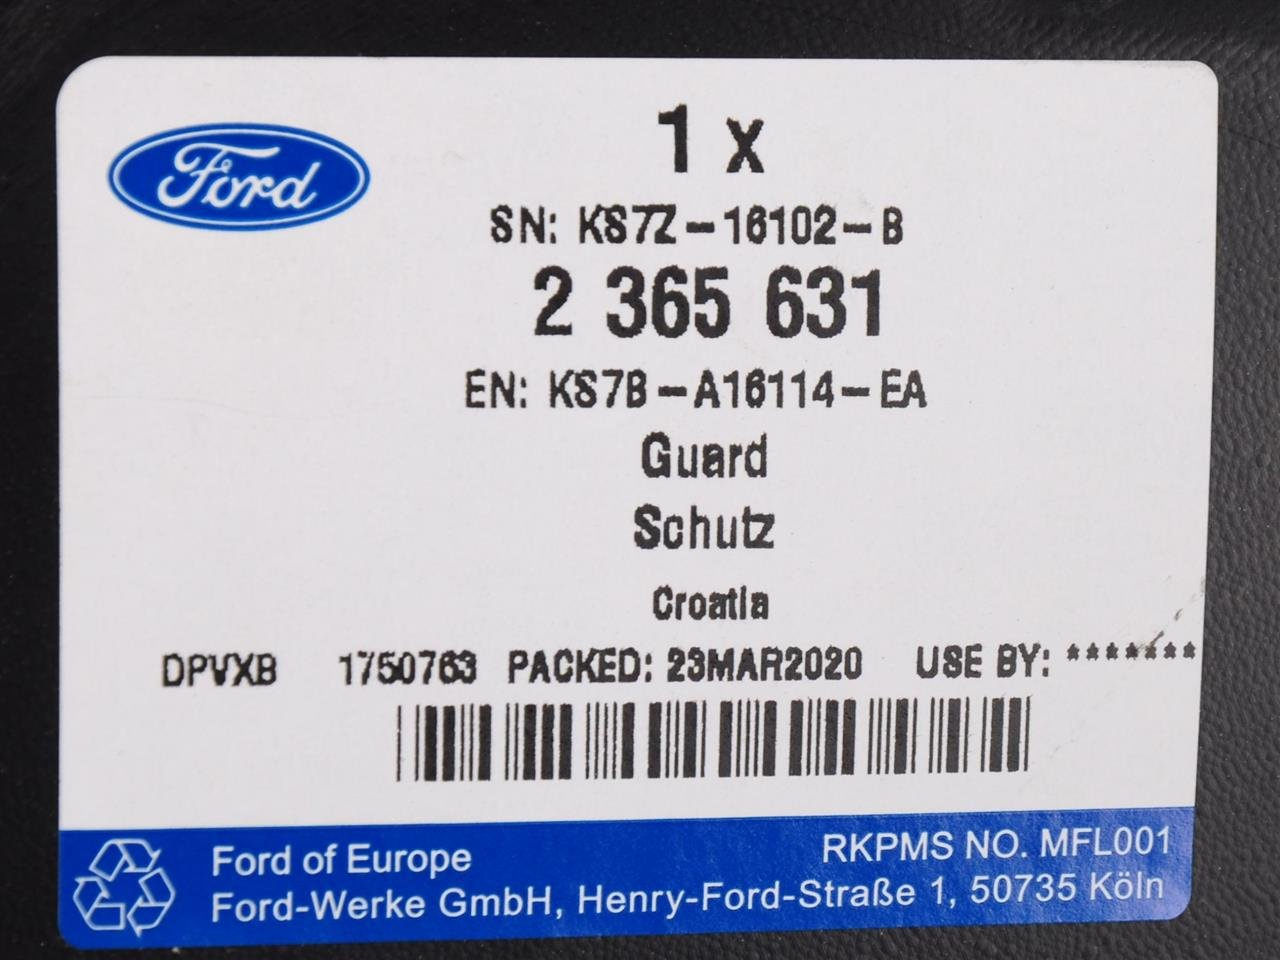 Ford
1 x
SN: KS7Z-16102-B
2 365 631
EN: KS7B-A16114-EA
Guard
Schutz
Croatia
DPVXB 1750763 PACKED: 23MAR2020 USE BY: *******
Ford of Europe
RKPMS NO. MFL001
Ford-Werke GmbH, Henry-Ford-Straße 1, 50735 Köln